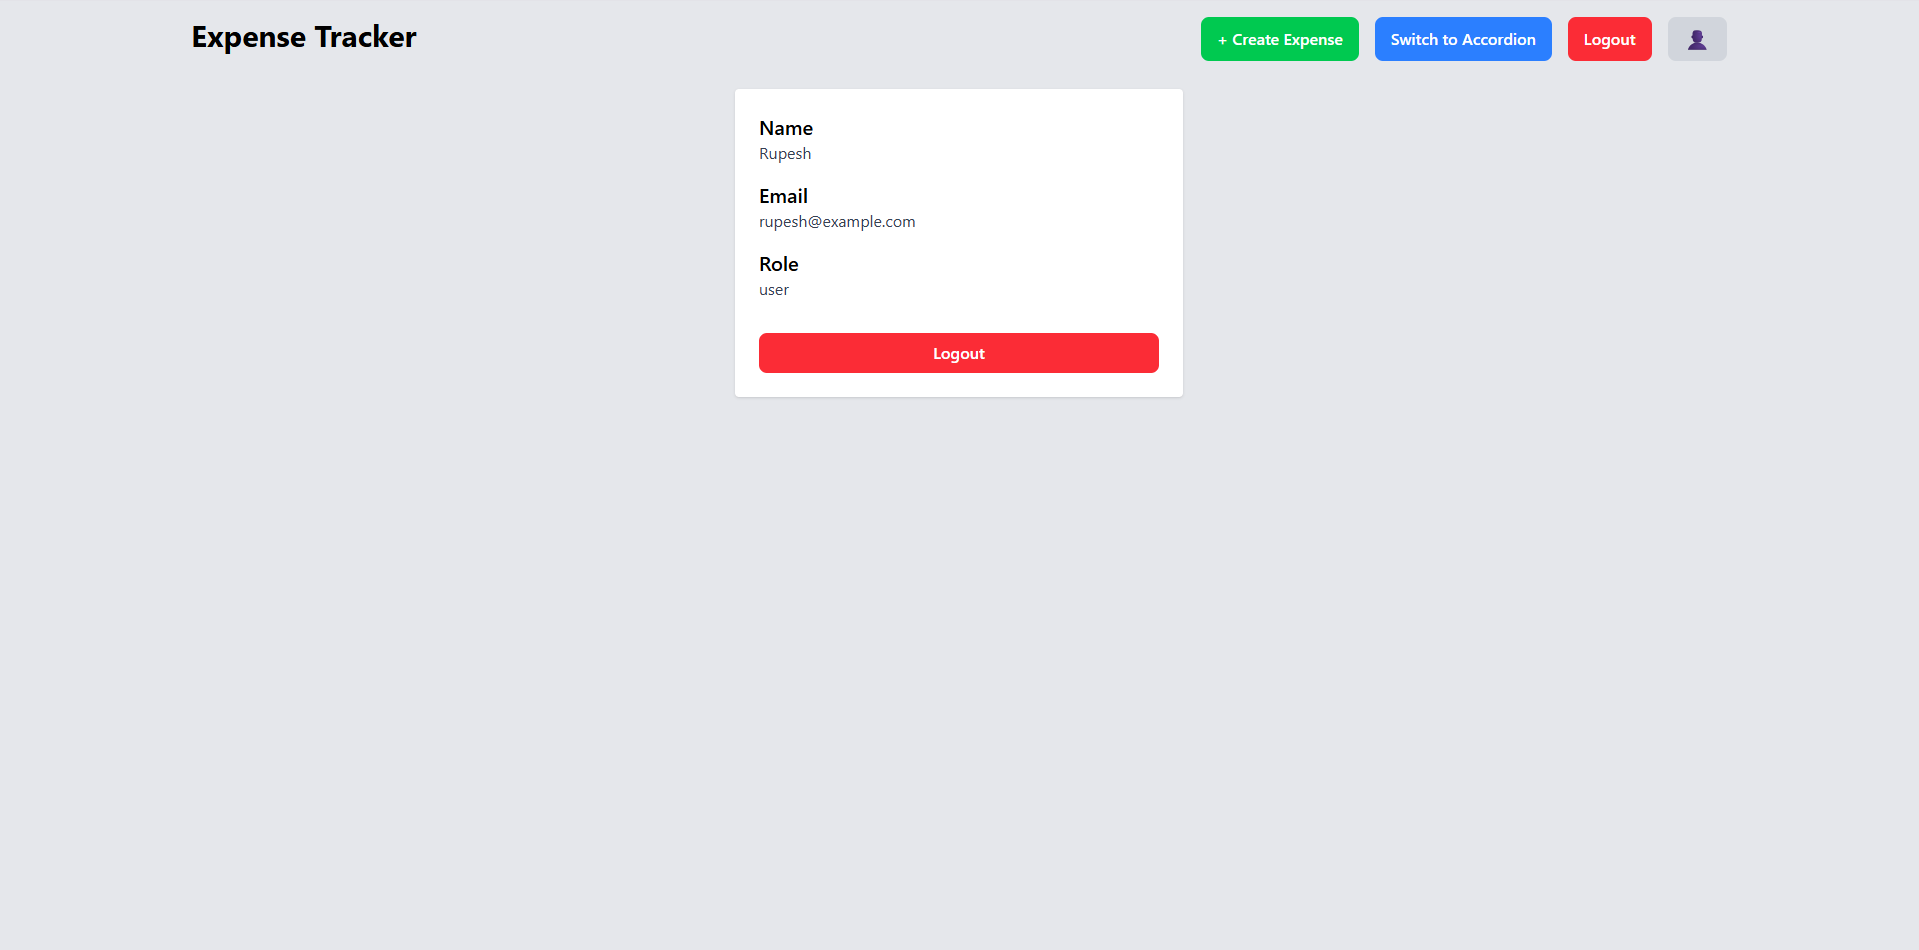 Expense Tracker
+ Create Expense
Switch to Accordion
Logout
Name
Rupesh
Email
rupesh@example.com
Role
user
Logout